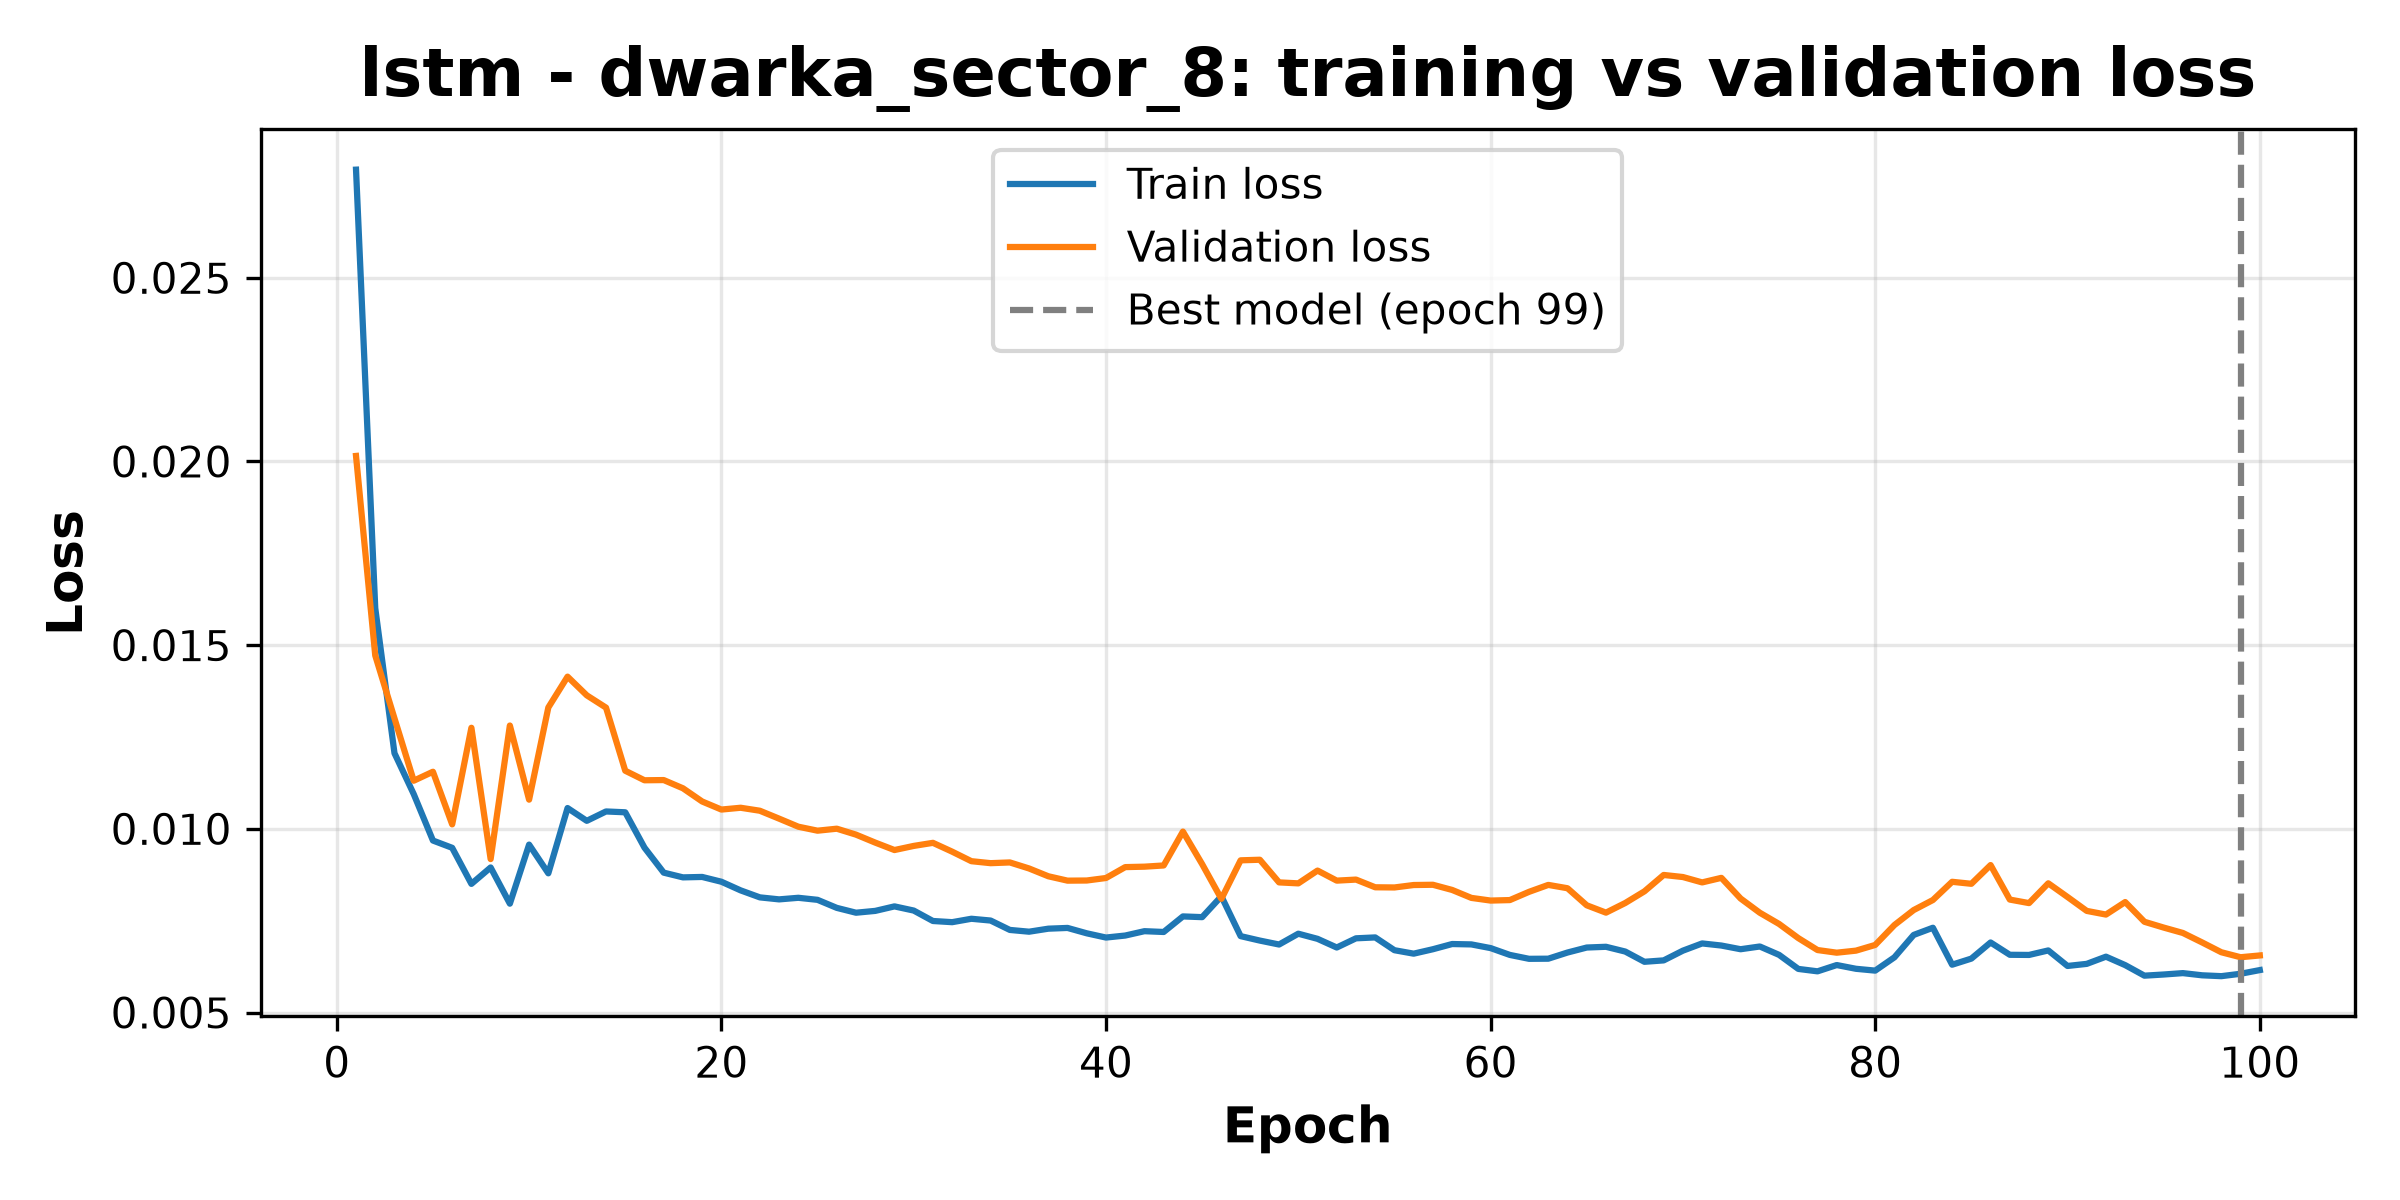 lstm - dwarka_sector_8: training vs validation loss
Train loss
Validation loss
Best model (epoch 99)
Loss
0.025
0.020
0.015
0.010
0.005
0 20 40 60 80 100
Epoch